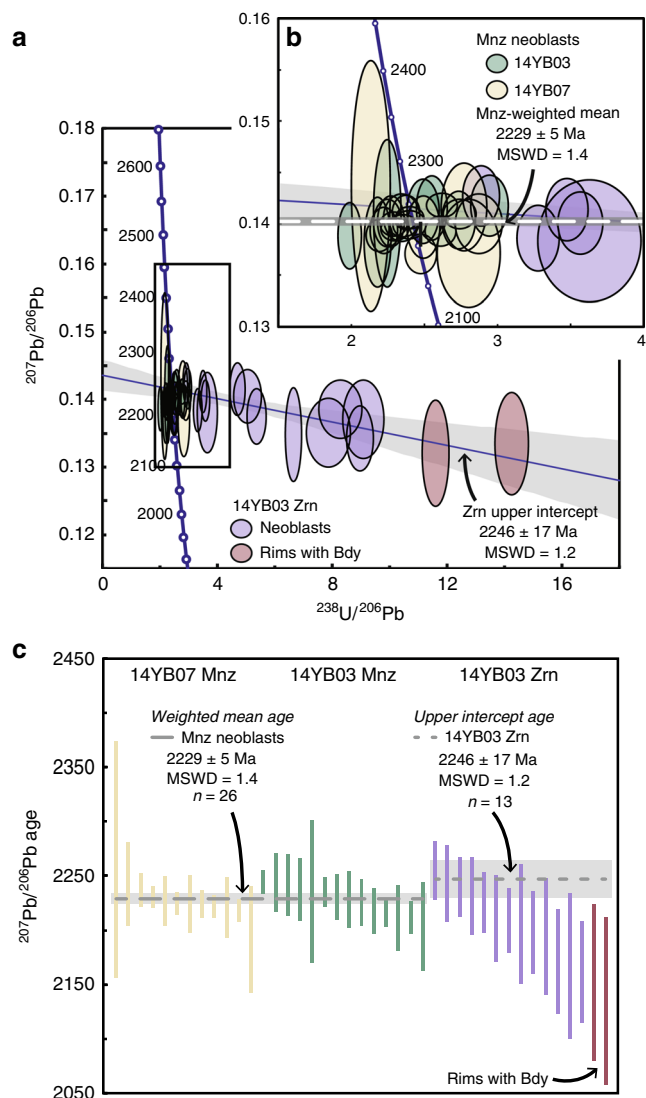 a
b
0.16
0.15
0.14
0.13
2400
2300
2100
Mnz neoblasts
14YB03
14YB07
Mnz-weighted mean
2229 ± 5 Ma
MSWD = 1.4
2
3
4
0.18
0.17
0.16
0.15
0.14
0.13
0.12
207Pb/206Pb
2600
2500
2400
2300
2200
2100
2000
14YB03 Zrn
Neoblasts
Rims with Bdy
Zrn upper intercept
2246 ± 17 Ma
MSWD = 1.2
0
2
4
6
8
10
12
14
16
238U/206Pb
c
2450
2350
2250
2150
2050
207Pb/206Pb age
14YB07 Mnz
14YB03 Mnz
14YB03 Zrn
Weighted mean age
Mnz neoblasts
2229 ± 5 Ma
MSWD = 1.4
n = 26
Upper intercept age
14YB03 Zrn
2246 ± 17 Ma
MSWD = 1.2
n = 13
Rims with Bdy